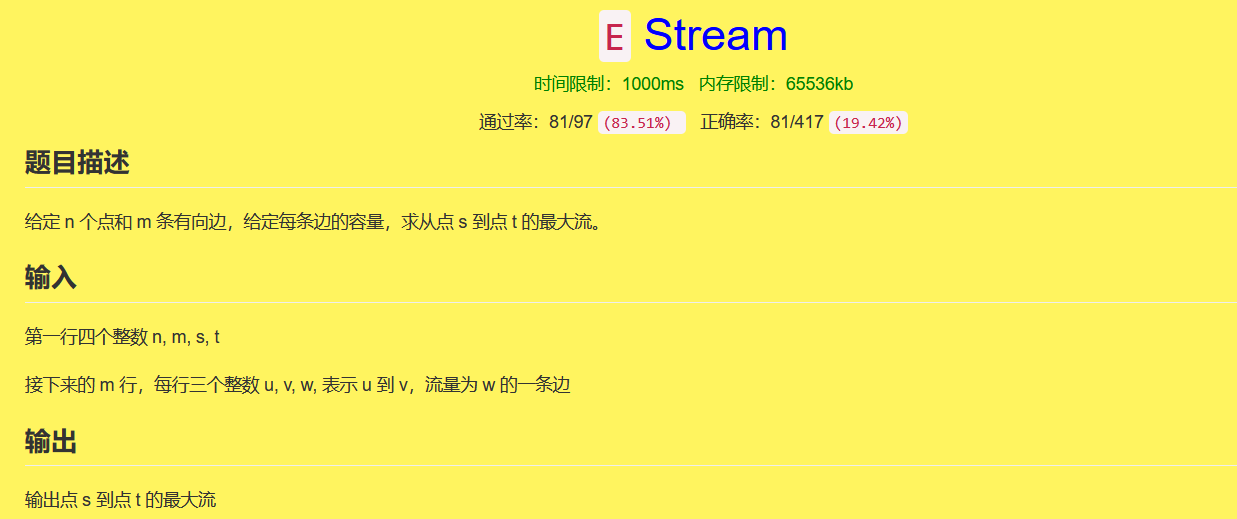 E Stream
时间限制：1000ms 内存限制：65536kb
通过率：81/97 (83.51%) 正确率：81/417 (19.42%)
题目描述
给定 n 个点和 m 条有向边，给定每条边的容量，求从点 s 到点 t 的最大流。
输入
第一行四个整数 n, m, s, t
接下来的 m 行，每行三个整数 u, v, w, 表示 u 到 v，流量为 w 的一条边
输出
输出点 s 到点 t 的最大流